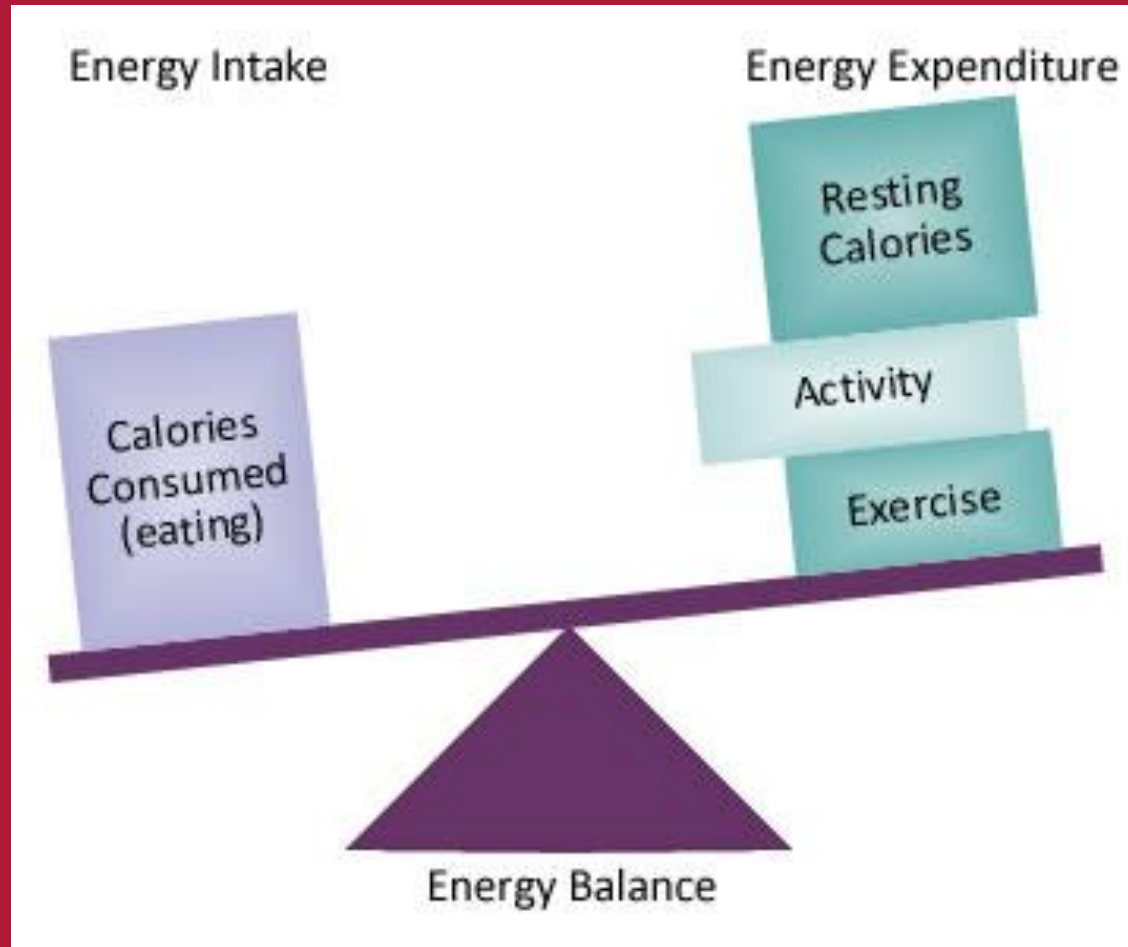 Energy Intake
Energy Expenditure
Resting
Calories
Activity
Exercise
Calories
Consumed
(eating)
Energy Balance